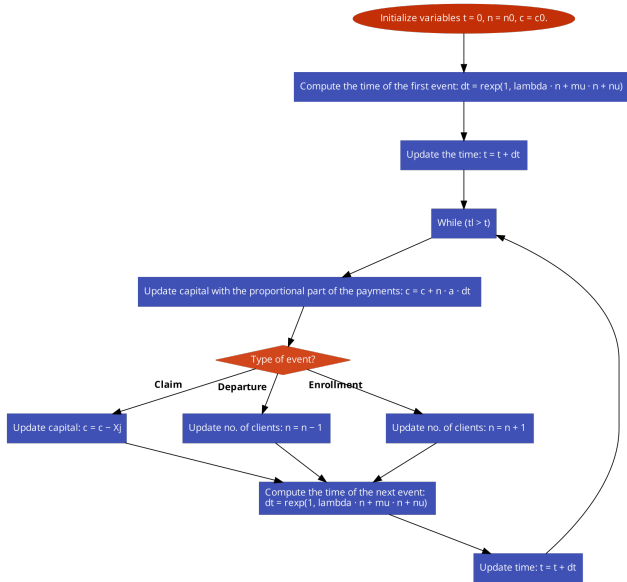 Initialize variables t = 0, n = n0, c = c0.
Compute the time of the first event: dt = rexp(1, lambda · n + mu · n + nu)
Update the time: t = t + dt
While (tl > t)
Update capital with the proportional part of the payments: c = c + n · a · dt
Type of event?
Claim
Departure
Enrollment
Update capital: c = c − Xj
Update no. of clients: n = n − 1
Update no. of clients: n = n + 1
Compute the time of the next event:
dt = rexp(1, lambda · n + mu · n + nu)
Update time: t = t + dt